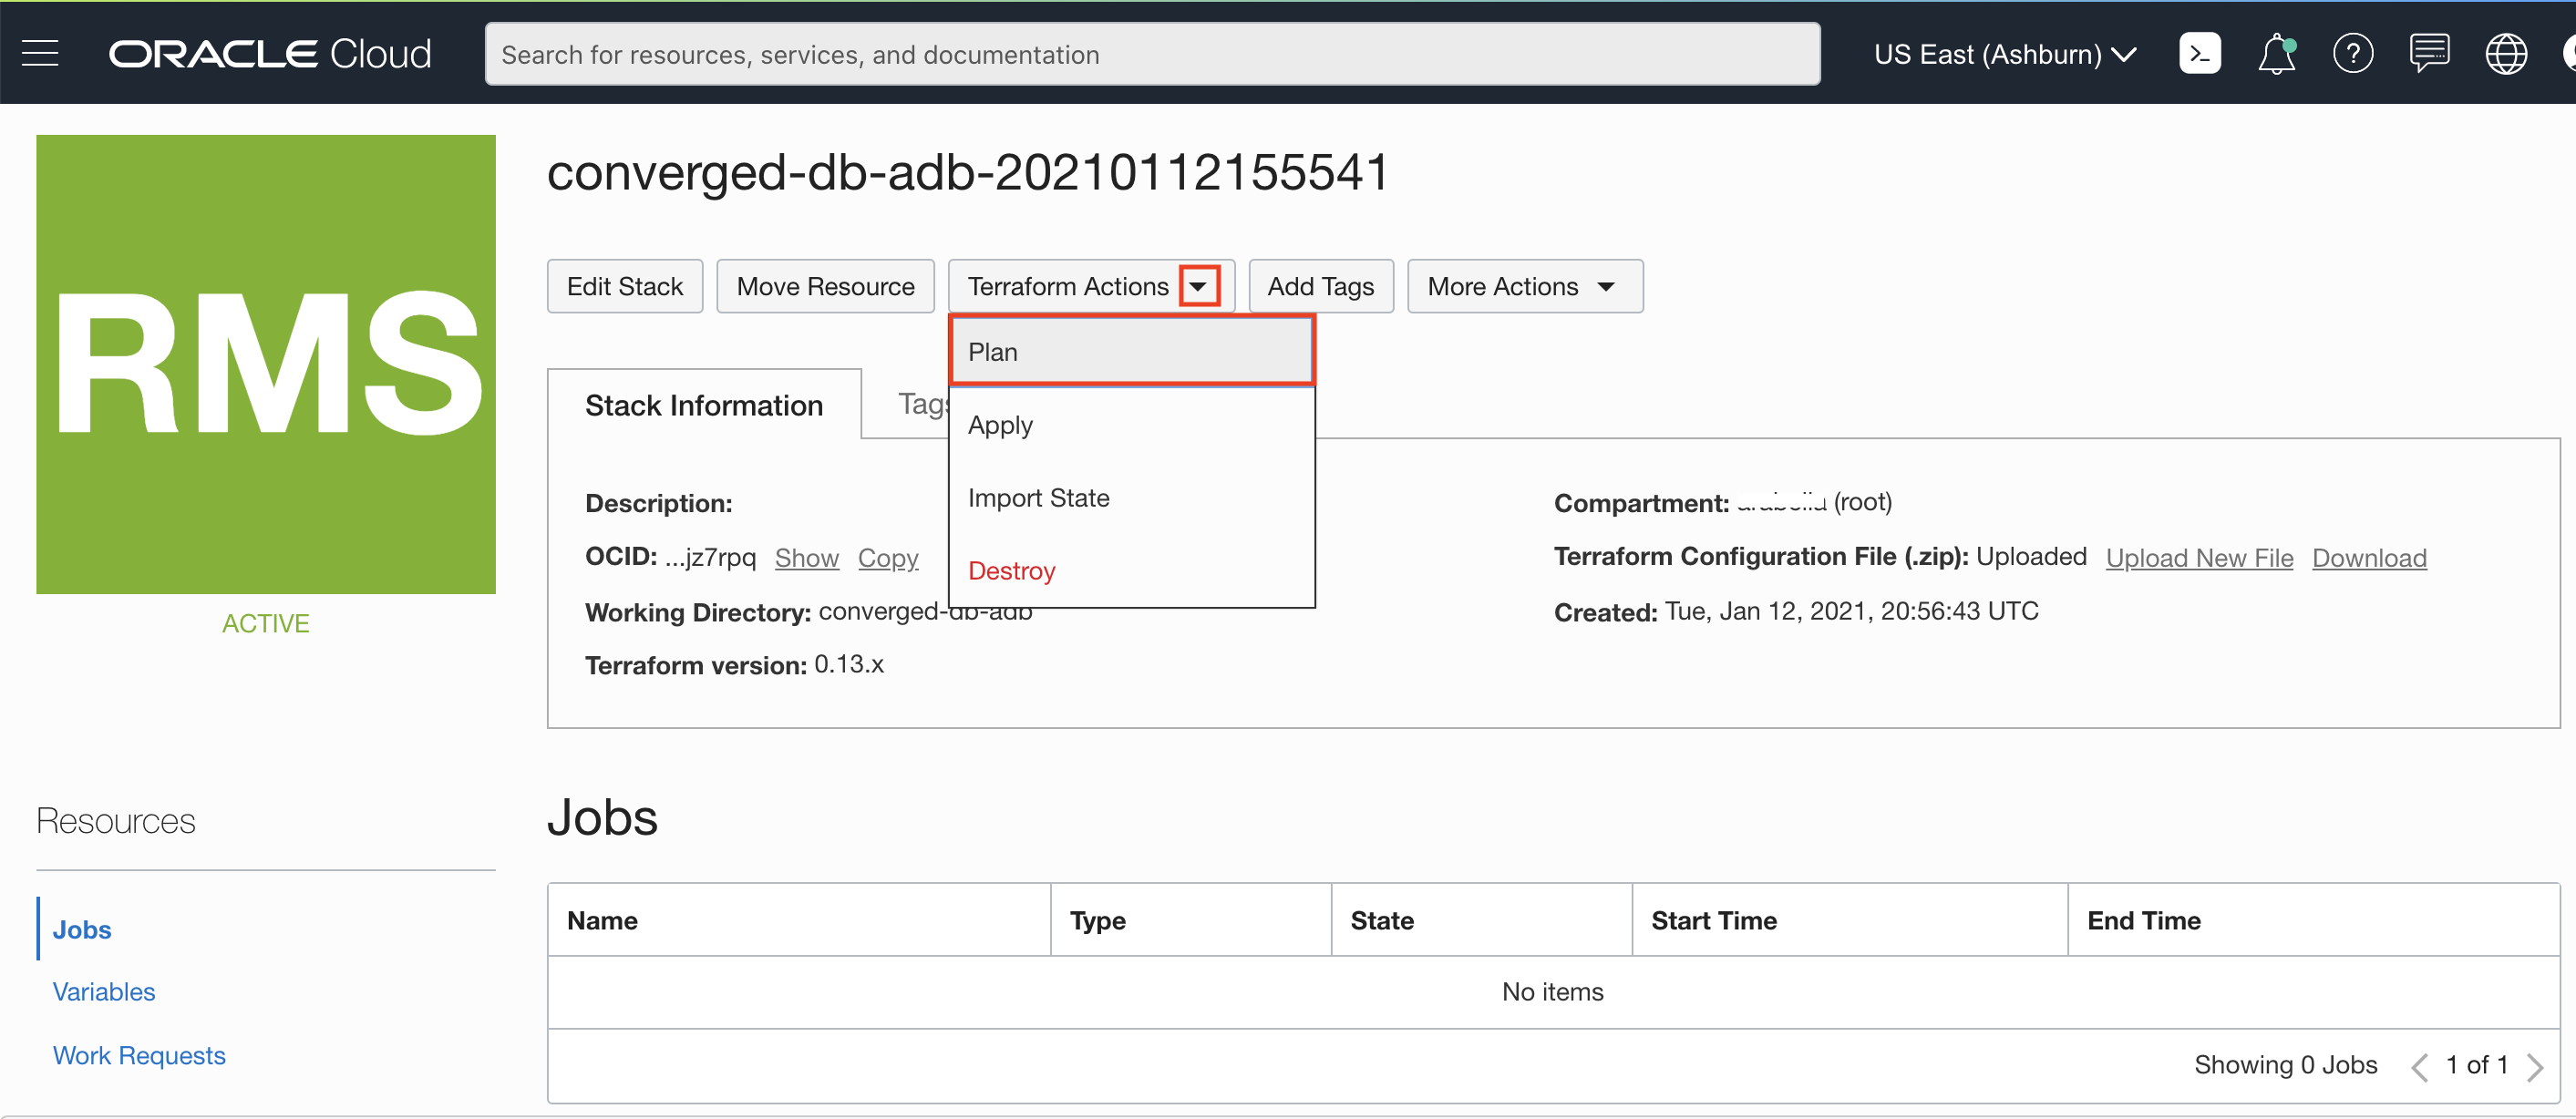 ORACLE Cloud
Search for resources, services, and documentation
US East (Ashburn)
RMS
ACTIVE
converged-db-adb-20210112155541
Edit Stack
Move Resource
Terraform Actions
Add Tags
More Actions
Plan
Apply
Import State
Destroy
Stack Information
Tags
Description:
OCID: ...jz7rpq Show Copy
Working Directory: converged-db-adb
Terraform version: 0.13.x
Compartment: (root)
Terraform Configuration File (.zip): Uploaded Upload New File Download
Created: Tue, Jan 12, 2021, 20:56:43 UTC
Resources
Jobs
Variables
Work Requests
Jobs
Name Type State Start Time End Time
No items
Showing 0 Jobs 1 of 1